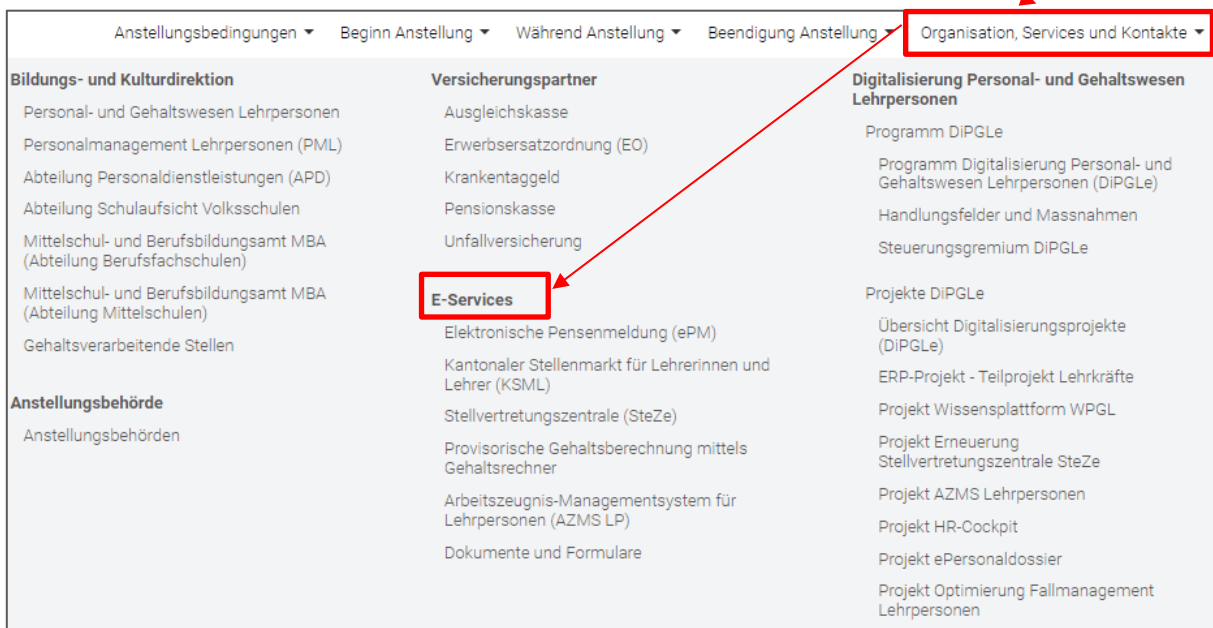 Anstellungsbedingungen Beginn Anstellung Während Anstellung Beendigung Anstellung Organisation, Services und Kontakte
Bildungs- und Kulturdirektion
Personal- und Gehaltswesen Lehrpersonen
Personalmanagement Lehrpersonen (PML)
Abteilung Personaldienstleistungen (APD)
Abteilung Schulaufsicht Volksschulen
Mittelschul- und Berufsbildungsamt MBA
(Abteilung Berufsfachschulen)
Mittelschul- und Berufsbildungsamt MBA
(Abteilung Mittelschulen)
Gehaltsverarbeitende Stellen
Anstellungsbehörde
Anstellungsbehörden
Versicherungspartner
Ausgleichskasse
Erwerbsersatzordnung (EO)
Krankentaggeld
Pensionskasse
Unfallversicherung
E-Services
Elektronische Pensenmeldung (ePM)
Kantonaler Stellenmarkt für Lehrerinnen und
Lehrer (KSML)
Stellvertretungszentrale (SteZe)
Provisorische Gehaltsberechnung mittels
Gehaltsrechner
Arbeitszeugnis-Managementsystem für
Lehrpersonen (AZMS LP)
Dokumente und Formulare
Digitalisierung Personal- und Gehaltswesen
Lehrpersonen
Programm DiPGLe
Programm Digitalisierung Personal- und
Gehaltswesen Lehrpersonen (DiPGLe)
Handlungsfelder und Massnahmen
Steuerungsgremium DiPGLe
Projekte DiPGLe
Übersicht Digitalisierungsprojekte
(DiPGLe)
ERP-Projekt - Teilprojekt Lehrkräfte
Projekt Wissensplattform WPGL
Projekt Erneuerung
Stellvertretungszentrale SteZe
Projekt AZMS Lehrpersonen
Projekt HR-Cockpit
Projekt ePersonaldossier
Projekt Optimierung Fallmanagement
Lehrpersonen